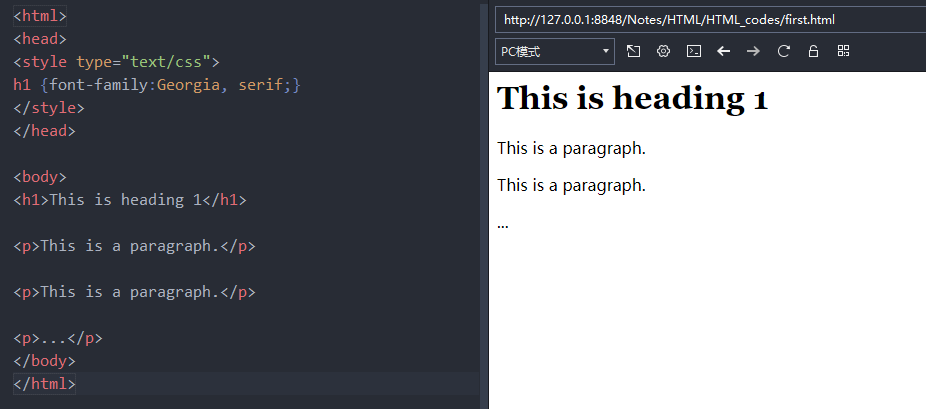 <html>
<head>
<style type="text/css">
h1 {font-family:Georgia, serif;}
</style>
</head>
<body>
<h1>This is heading 1</h1>
<p>This is a paragraph.</p>
<p>This is a paragraph.</p>
<p>...</p>
</body>
</html>
http://127.0.0.1:8848/Notes/HTML/HTML_codes/first.html
PC模式
This is heading 1
This is a paragraph.
This is a paragraph.
...